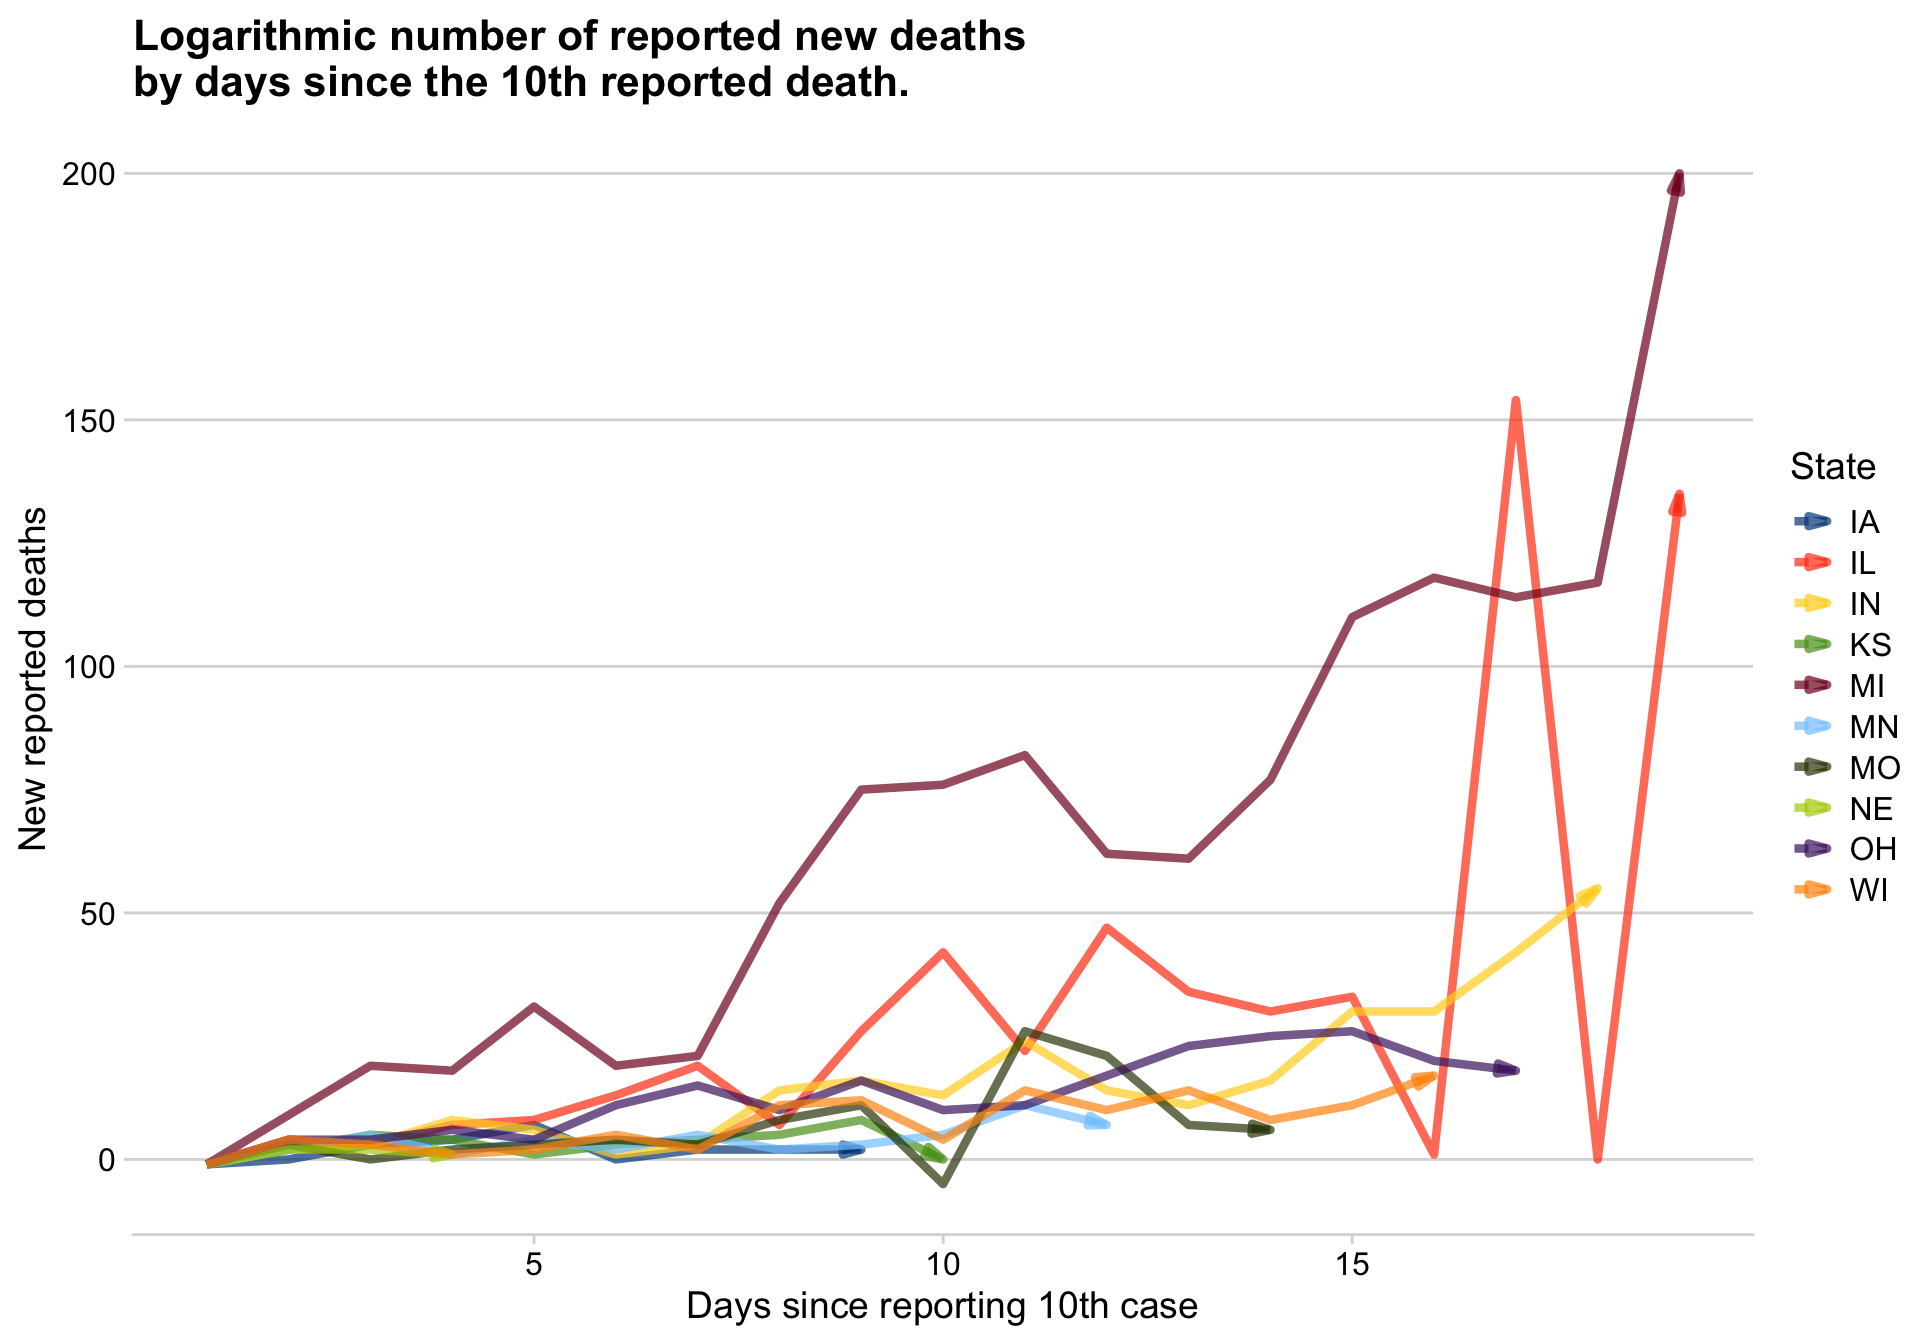 Logarithmic number of reported new deaths
by days since the 10th reported death.
200
150
100
50
0
New reported deaths
5
10
15
Days since reporting 10th case
State
IA
IL
IN
KS
MI
MN
MO
NE
OH
WI